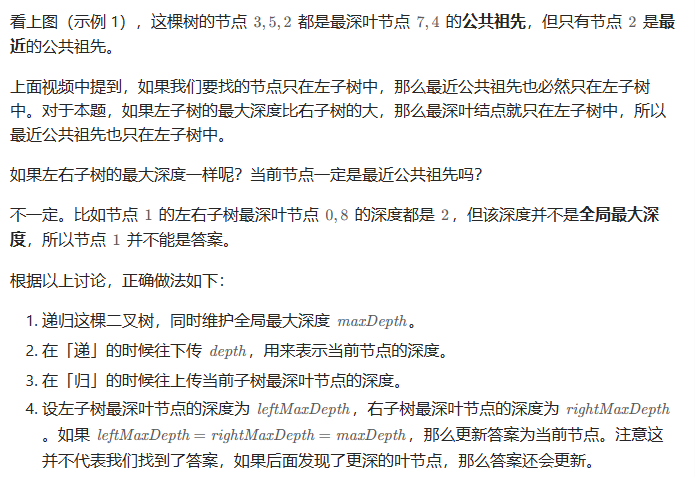 看上图（示例 1），这棵树的节点 3,5,2 都是最深叶节点 7,4 的公共祖先，但只有节点 2 是最
近的公共祖先。
上面视频中提到，如果我们要找的节点只在左子树中，那么最近公共祖先也必然只在左子树
中。对于本题，如果左子树的最大深度比右子树的大，那么最深叶结点就只在左子树中，所以
最近公共祖先也只在左子树中。
如果左右子树的最大深度一样呢？当前节点一定是最近公共祖先吗？
不一定。比如节点 1 的左右子树最深叶节点 0,8 的深度都是 2，但该深度并不是全局最大深
度，所以节点 1 并不能是答案。
根据以上讨论，正确做法如下：
1. 递归这棵二叉树，同时维护全局最大深度 maxDepth。
2. 在「递」的时候往下传 depth，用来表示当前节点的深度。
3. 在「归」的时候往上传当前子树最深叶节点的深度。
4. 设左子树最深叶节点的深度为 leftMaxDepth，右子树最深叶节点的深度为 rightMaxDepth
。如果 leftMaxDepth = rightMaxDepth = maxDepth，那么更新答案为当前节点。注意这
并不代表我们找到了答案，如果后面发现了更深的叶节点，那么答案还会更新。